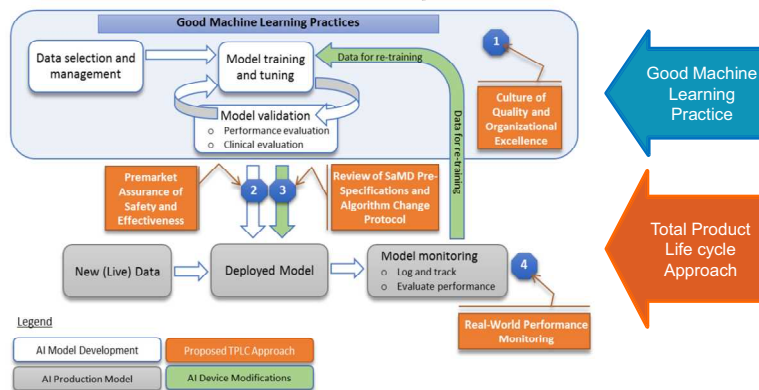 Good Machine Learning Practices
Data selection and
management
Model training
and tuning
Data for re-training
1
Culture of
Quality and
Organizational
Excellence
Model validation
o Performance evaluation
o Clinical evaluation
Data for re-training
Good Machine
Learning
Practice
Premarket
Assurance of
Safety and
Effectiveness
2
3
Review of SaMD Pre-
Specifications and
Algorithm Change
Protocol
Total Product
Life cycle
Approach
New (Live) Data
Deployed Model
Model monitoring
o Log and track
o Evaluate performance
4
Real-World Performance
Monitoring
Legend
AI Model Development
Proposed TPLC Approach
AI Production Model
AI Device Modifications